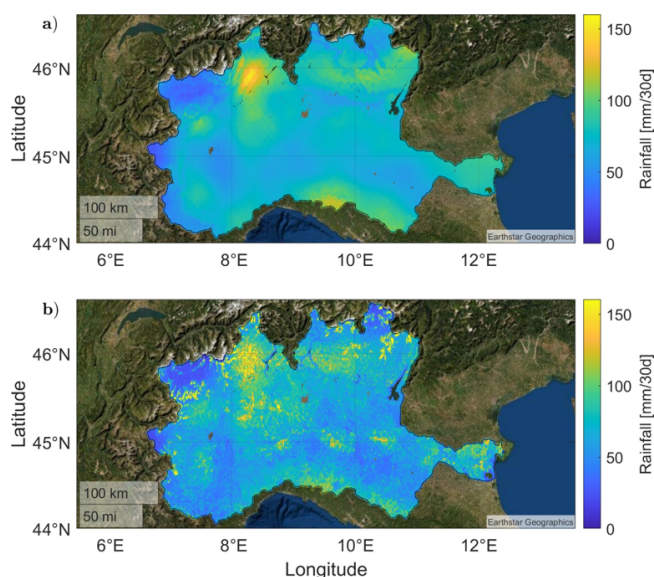 a)
Latitude
46°N
45°N
44°N
100 km
50 mi
Earthstar Geographics
6°E
8°E
10°E
12°E
150
100
50
0
Rainfall [mm/30d]
b)
Latitude
46°N
45°N
44°N
100 km
50 mi
Earthstar Geographics
6°E
8°E
10°E
12°E
Longitude
150
100
50
0
Rainfall [mm/30d]